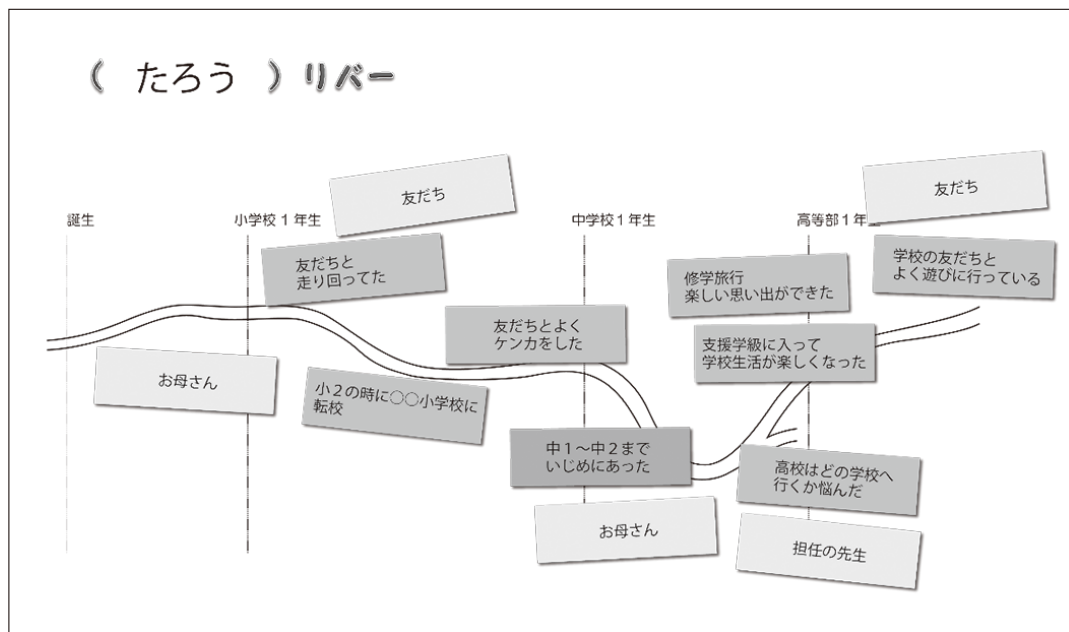 （ たろう ）リバー
友だち
友だち
誕生
小学校１年生
中学校１年生
高等部１年
友だちと
走り回ってた
修学旅行
楽しい思い出ができた
学校の友だちと
よく遊びに行っている
友だちとよく
ケンカをした
支援学級に入って
学校生活が楽しくなった
お母さん
小２の時に○○小学校に
転校
中１～中２まで
いじめにあった
高校はどの学校へ
行くか悩んだ
お母さん
担任の先生